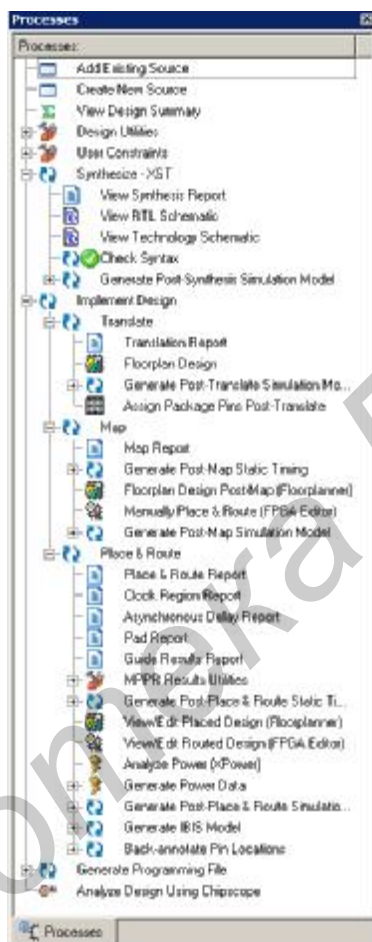 Processes
Processes:
Add Existing Source
Create New Source
View Design Summary
Design Utilities
User Constraints
Synthesize - XST
View Synthesis Report
View RTL Schematic
View Technology Schematic
Check Syntax
Generate Post-Synthesis Simulation Model
Implement Design
Translate
Translation Report
Floorplan Design
Generate Post-Translate Simulation Mo...
Assign Package Pins Post-Translate
Map
Map Report
Generate Post-Map Static Timing
Floorplan Design Post-Map (Floorplanner)
Manually Place & Route (FPGA Editor)
Generate Post-Map Simulation Model
Place & Route
Place & Route Report
Clock Region Report
Asynchronous Delay Report
Pad Report
Guide Results Report
MPPR Results Utilities
Generate Post-Place & Route Static Ti...
View/Edit Placed Design (Floorplanner)
View/Edit Routed Design (FPGA Editor)
Analyze Power (XPower)
Generate Power Data
Generate Post-Place & Route Simulatio...
Generate IBIS Model
Back-annotate Pin Locations
Generate Programming File
Analyze Design Using Chipscope
Processes